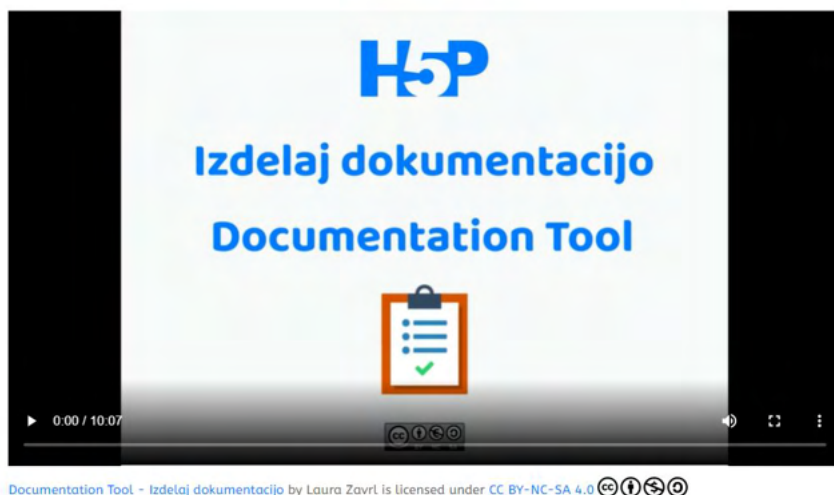 H5P
Izdelaj dokumentacijo
Documentation Tool
0:00 / 10:07
Documentation Tool - Izdelaj dokumentacijo by Laura Zavrl is licensed under CC BY-NC-SA 4.0